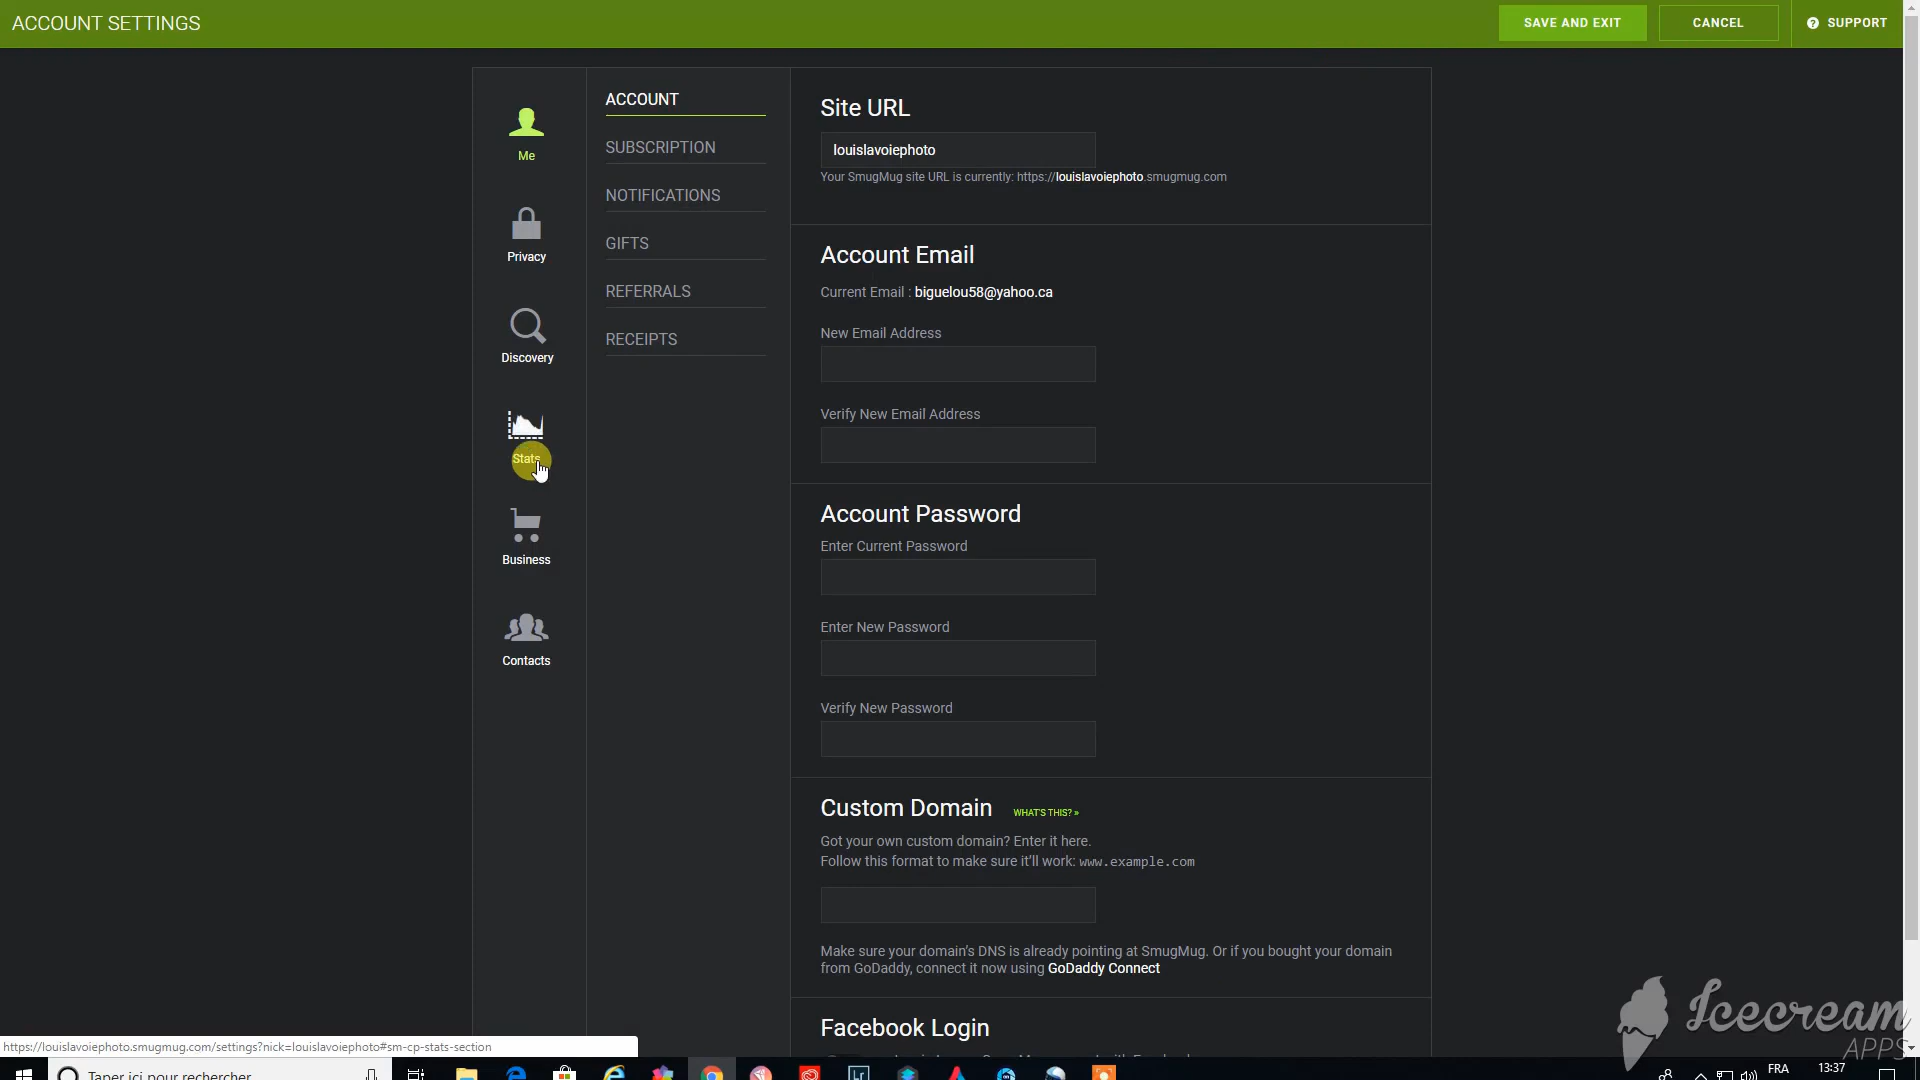 ACCOUNT SETTINGS
SAVE AND EXIT
CANCEL
SUPPORT
Me
Privacy
Discovery
Stats
Business
Contacts
ACCOUNT
SUBSCRIPTION
NOTIFICATIONS
GIFTS
REFERRALS
RECEIPTS
Site URL
louislavoiephoto
Your SmugMug site URL is currently: https://louislavoiephoto.smugmug.com
Account Email
Current Email : biguelou58@yahoo.ca
New Email Address
Verify New Email Address
Account Password
Enter Current Password
Enter New Password
Verify New Password
Custom Domain WHAT'S THIS? »
Got your own custom domain? Enter it here.
Follow this format to make sure it'll work: www.example.com
Make sure your domain's DNS is already pointing at SmugMug. Or if you bought your domain
from GoDaddy, connect it now using GoDaddy Connect
Facebook Login
https://louislavoiephoto.smugmug.com/settings?nick=louislavoiephoto#sm-cp-stats-section
Taper ici pour rechercher
Lr
FRA
13:37
Icecream
APPS